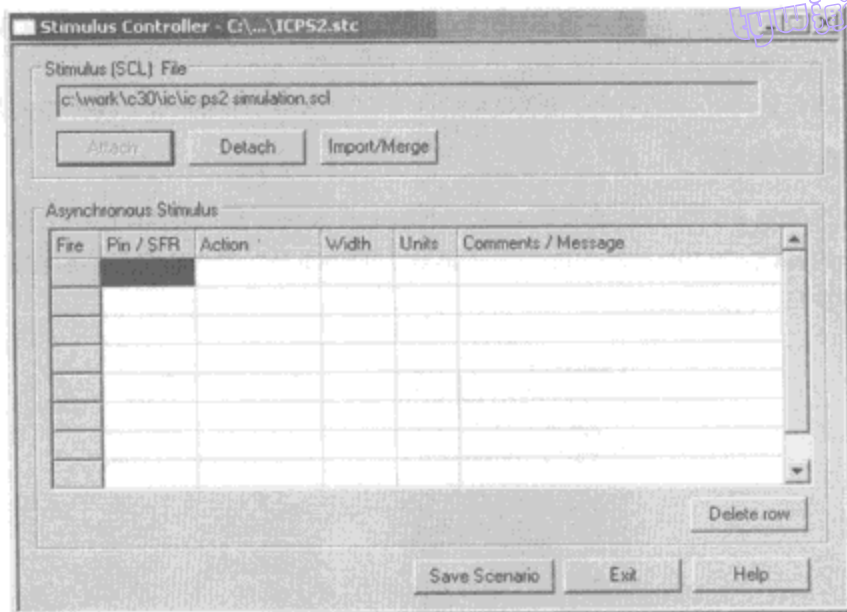 Stimulus Controller - C:\...\ICPS2.stc
Stimulus (SCL) File
c:\work\c30\ic\ic ps2 simulation.scl
Attach Detach Import/Merge
Asynchronous Stimulus
Fire Pin / SFR Action Width Units Comments / Message
Delete row
Save Scenario Exit Help